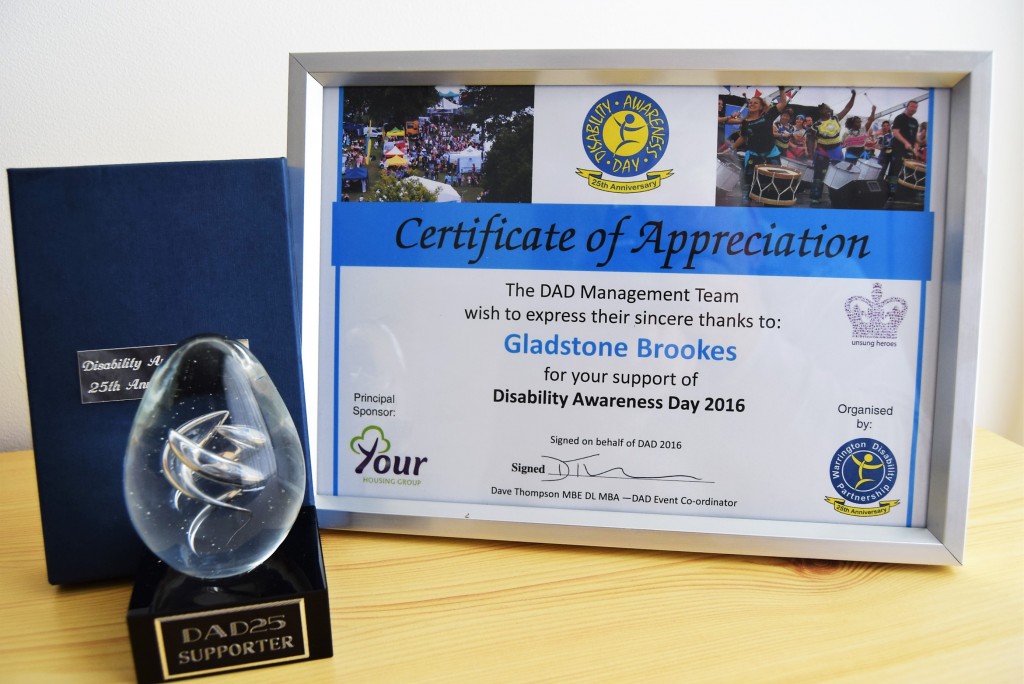 DISABILITY · AWARENESS · DAY ·
25th Anniversary
Certificate of Appreciation
The DAD Management Team
wish to express their sincere thanks to:
Gladstone Brookes
for your support of
Disability Awareness Day 2016
unsung heroes
Principal
Sponsor:
Your
HOUSING GROUP
Signed on behalf of DAD 2016
Signed
Dave Thompson MBE DL MBA —DAD Event Co-ordinator
Organised
by:
Warrington Disability
Partnership
25th Anniversary
Disability
25th
DAD25
SUPPORTER